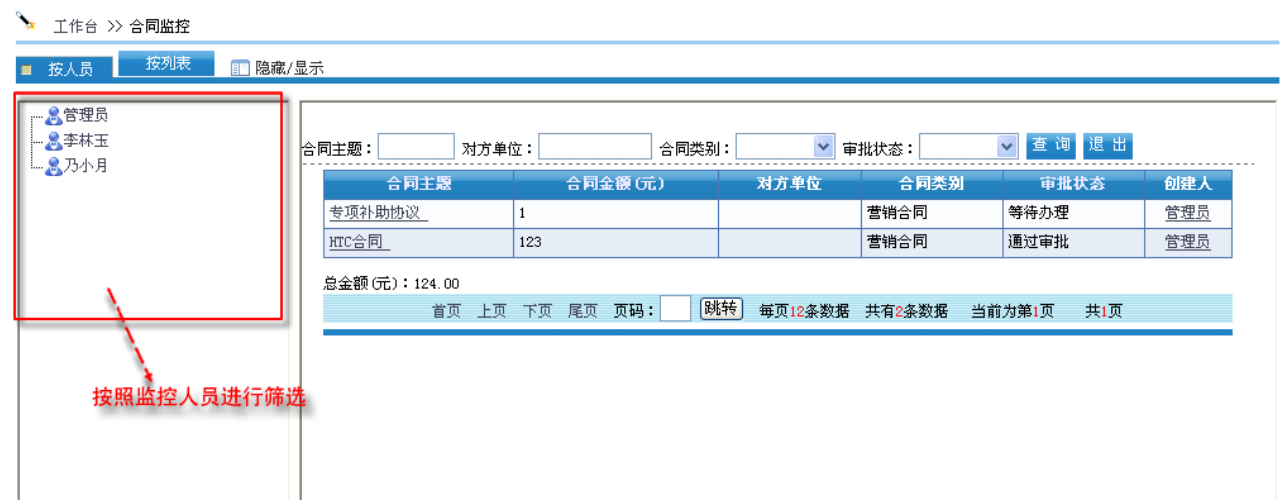 工作台 >> 合同监控
按人员 按列表 隐藏/显示
管理员
李林玉
乃小月
合同主题： 对方单位： 合同类别： 审批状态： 查 询 退 出
合同主题 合同金额(元) 对方单位 合同类别 审批状态 创建人
专项补助协议 1 营销合同 等待办理 管理员
HTC合同 123 营销合同 通过审批 管理员
总金额(元)：124.00
首页 上页 下页 尾页 页码： 跳转 每页12条数据 共有2条数据 当前为第1页 共1页
按照监控人员进行筛选